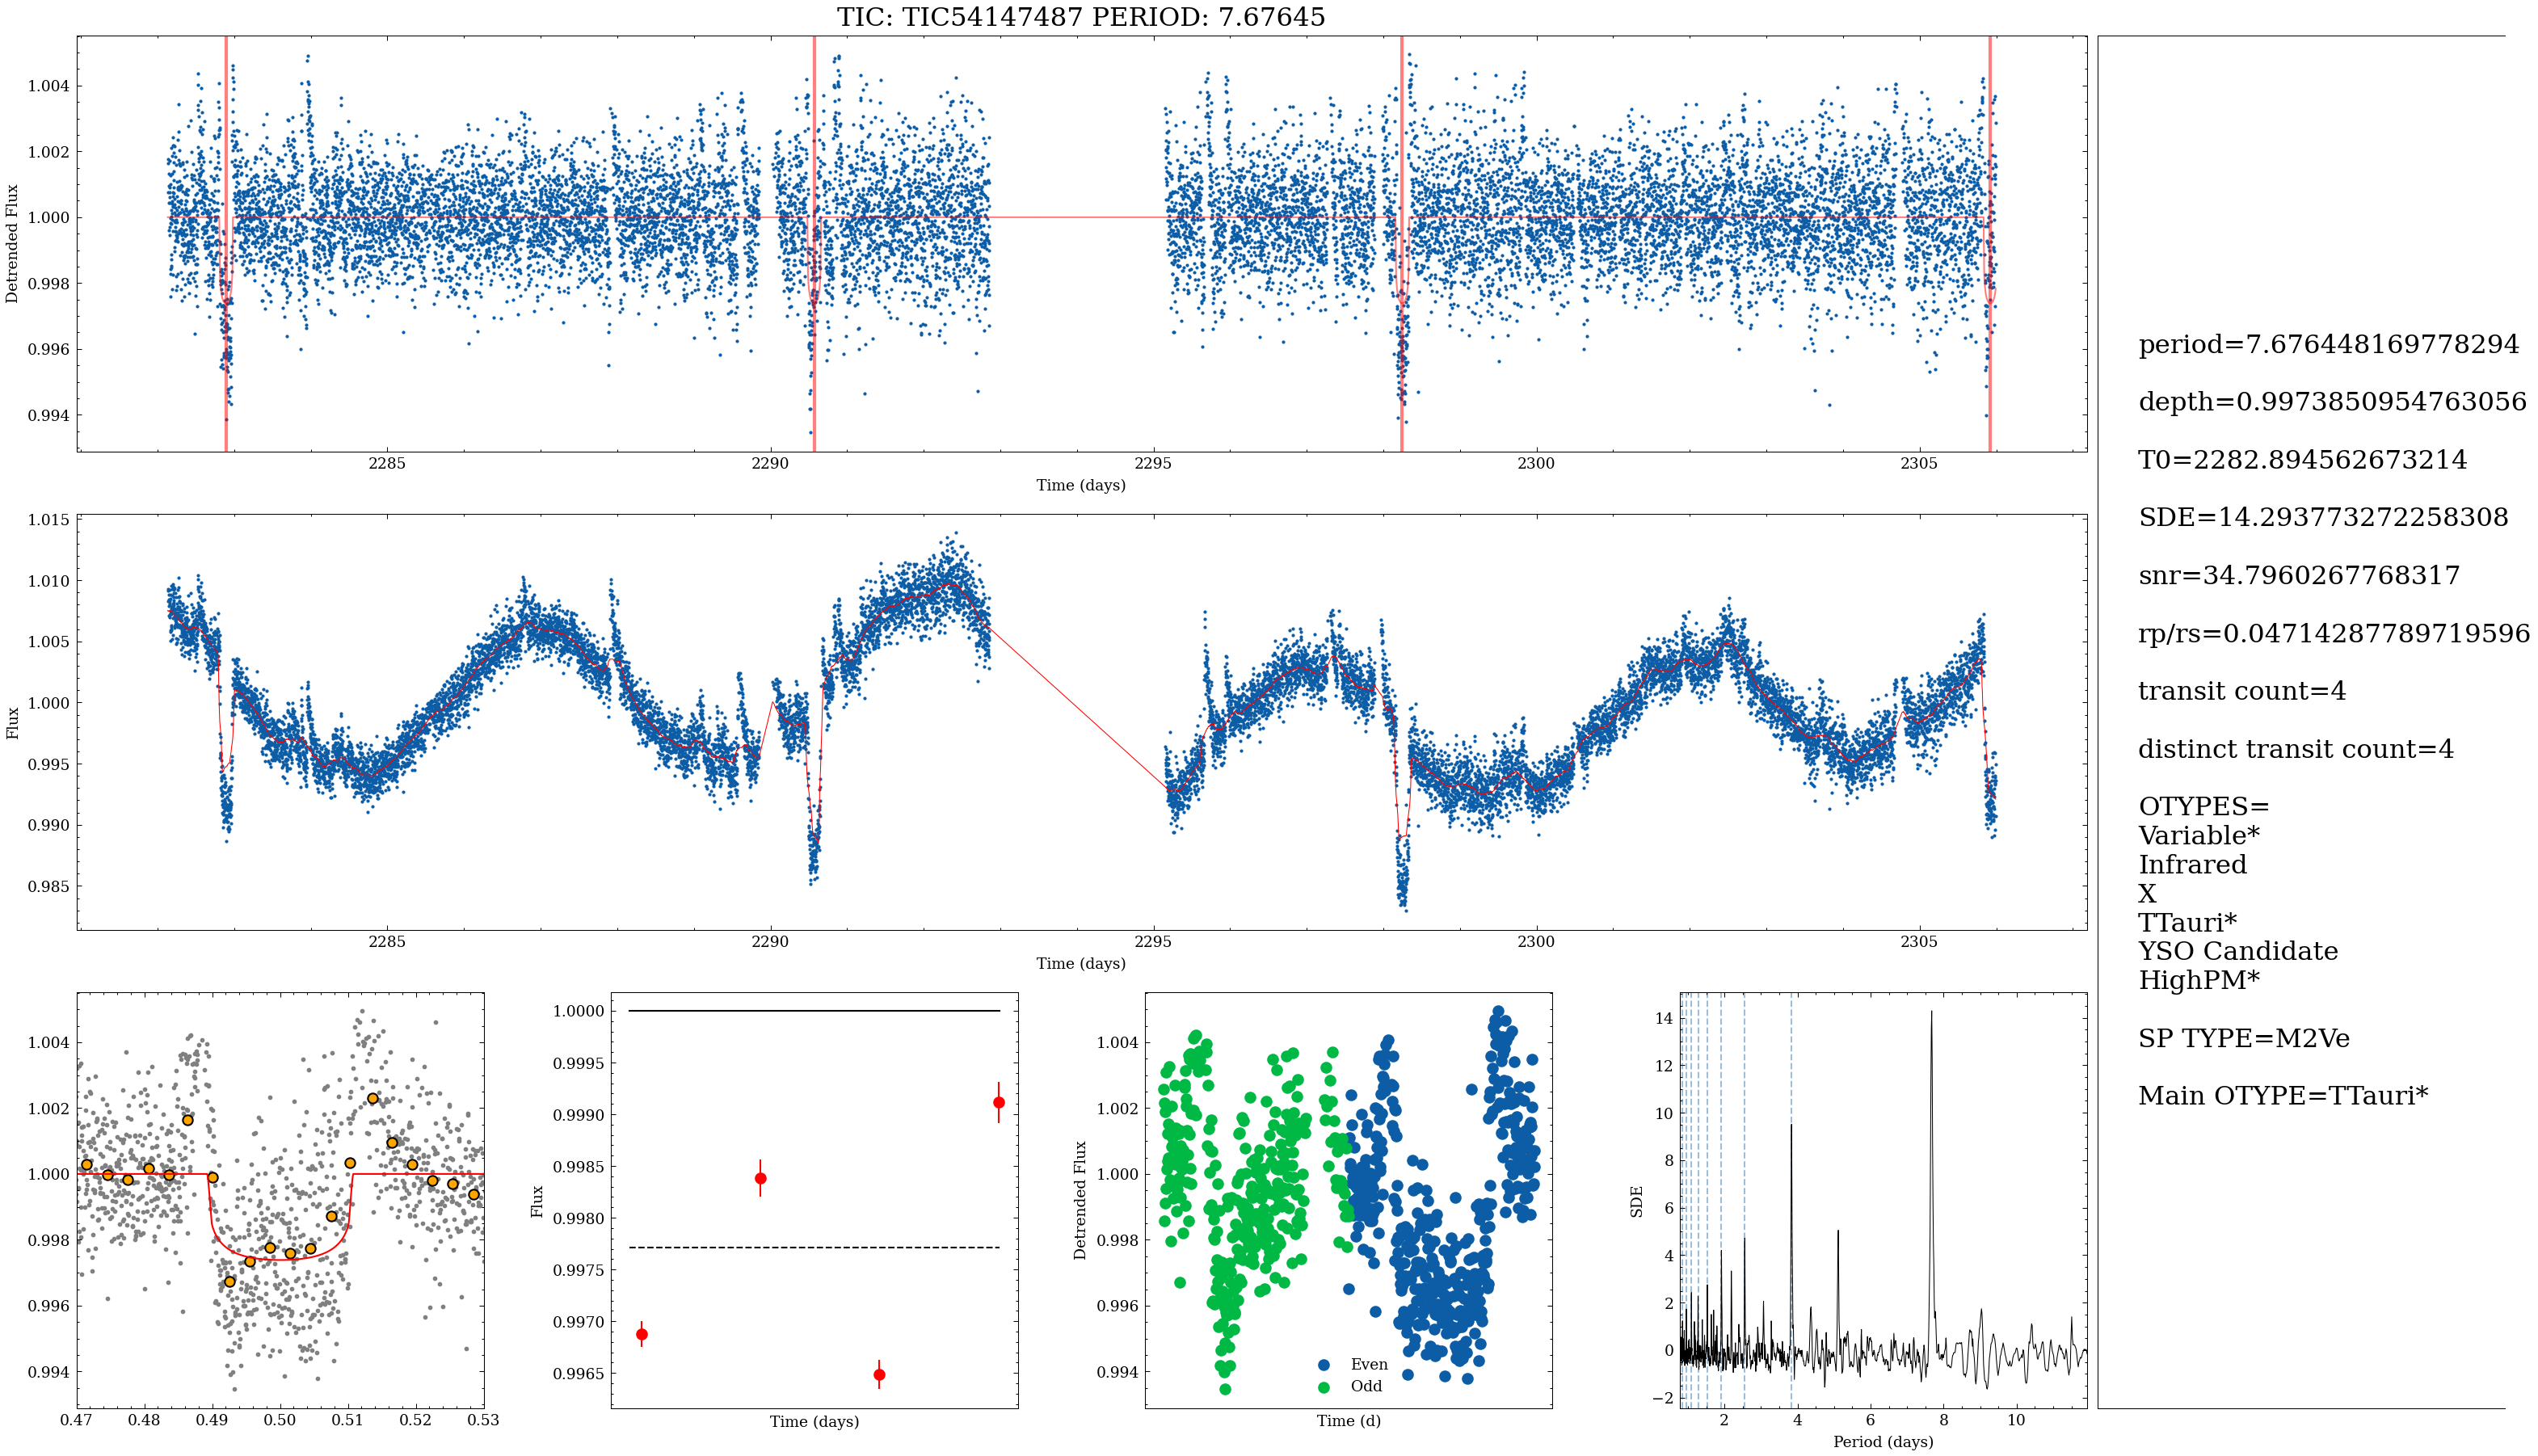 TIC: TIC54147487 PERIOD: 7.67645
1.004
1.002
1.000
0.998
0.996
0.994
Detrended Flux
2285
2290
2295
2300
2305
Time (days)
1.015
1.010
1.005
1.000
0.995
0.990
0.985
Flux
2285
2290
2295
2300
2305
Time (days)
1.004
1.002
1.000
0.998
0.996
0.994
0.47
0.48
0.49
0.50
0.51
0.52
0.53
1.0000
0.9995
0.9990
0.9985
0.9980
0.9975
0.9970
0.9965
Flux
Time (days)
1.004
1.002
1.000
0.998
0.996
0.994
Detrended Flux
Even
Odd
Time (d)
14
12
10
8
6
4
2
0
−2
SDE
2
4
6
8
10
Period (days)
period=7.676448169778294
depth=0.9973850954763056
T0=2282.894562673214
SDE=14.293773272258308
snr=34.7960267768317
rp/rs=0.04714287789719596
transit count=4
distinct transit count=4
OTYPES=
Variable*
Infrared
X
TTauri*
YSO Candidate
HighPM*
SP TYPE=M2Ve
Main OTYPE=TTauri*